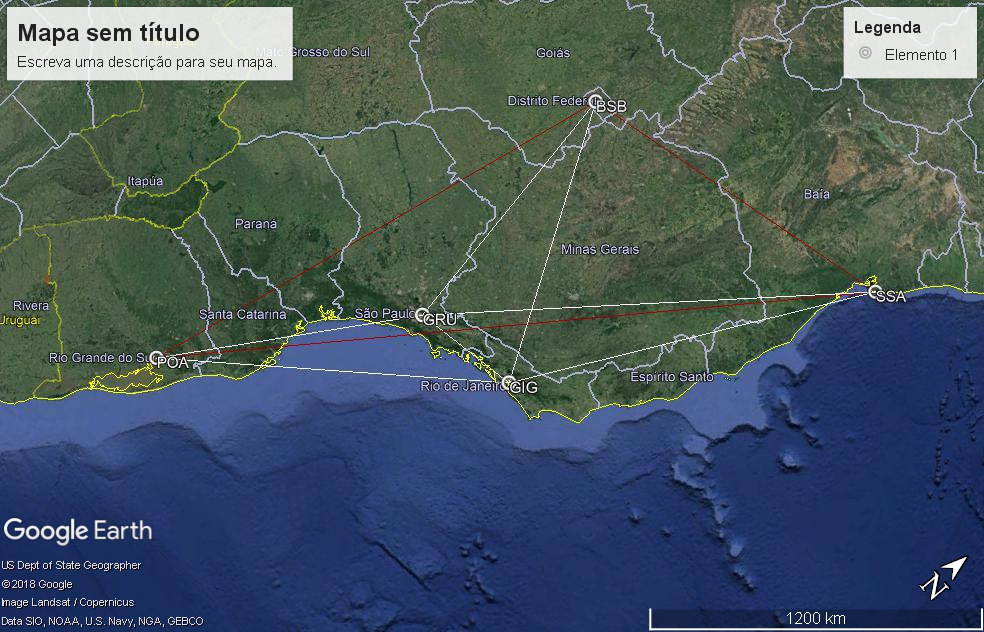 Mapa sem título
Escreva uma descrição para seu mapa.
Legenda
Elemento 1
Paraguai
Mato Grosso do Sul
Goiás
Distrito Feder
BSB
Itapúa
Paraná
Baía
Minas Gerais
Rivera
Uruguai
Santa Catarina
São Paulo
GRU
SSA
Rio Grande do Su
POA
Rio de Janeiro
GIG
Espírito Santo
Google Earth
US Dept of State Geographer
©2018 Google
Image Landsat / Copernicus
Data SIO, NOAA, U.S. Navy, NGA, GEBCO
N
1200 km